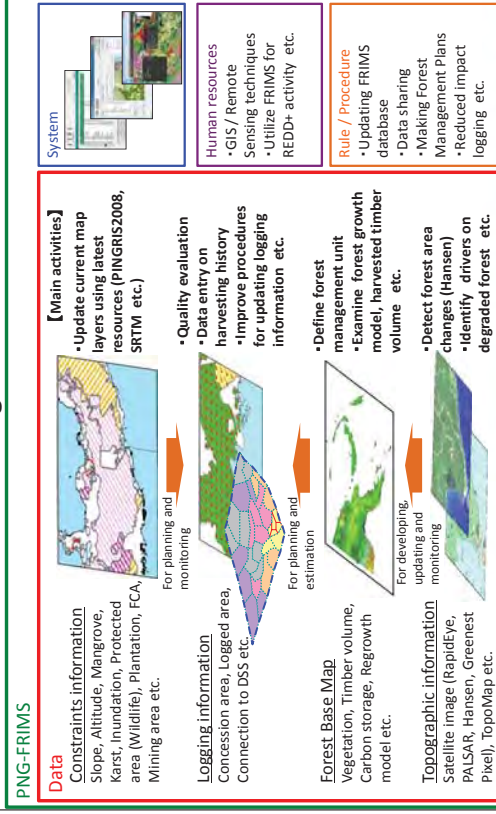 PNG-FRIMS
Data
Constraints information
Slope, Altitude, Mangrove,
Karst, Inundation, Protected
area (Wildlife), Plantation, FCA,
Mining area etc.
【Main activities】
・Update current map
layers using latest
resources (PINGRIS2008,
SRTM etc.)
For planning and
monitoring
Logging information
Concession area, Logged area,
Connection to DSS etc.
・Quality evaluation
・Data entry on
harvesting history
・Improve procedures
for updating logging
information etc.
For planning and
estimation
Forest Base Map
Vegetation, Timber volume,
Carbon storage, Regrowth
model etc.
・Define forest
management unit
・Examine forest growth
model, harvested timber
volume etc.
For developing,
updating and
monitoring
Topographic information
Satellite image (RapidEye,
PALSAR, Hansen, Greenest
Pixel), TopoMap etc.
・Detect forest area
changes (Hansen)
・Identify drivers on
degraded forest etc.
System
Human resources
・GIS / Remote
Sensing techniques
・Utilize FRIMS for
REDD+ activity etc.
Rule / Procedure
・Updating FRIMS
database
・Data sharing
・Making Forest
Management Plans
・Reduced impact
logging etc.